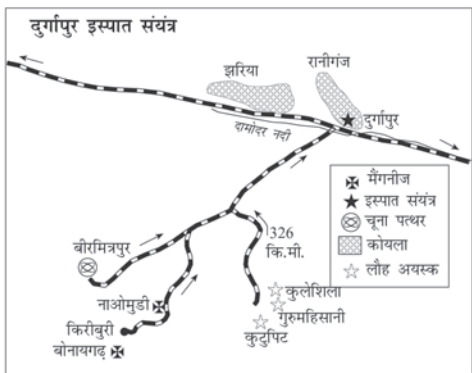 दुर्गापुर इस्पात संयंत्र
रानीगंज
झरिया
दुर्गापुर
दामोदर नदी
मैंगनीज
इस्पात संयंत्र
चूना पत्थर
कोयला
लौह अयस्क
326
कि.मी.
बीरमित्रपुर
नाओमुडी
किरीबुरी
बोनायगढ़
कुलेशिला
गुरुमहिसानी
कुटुपिट